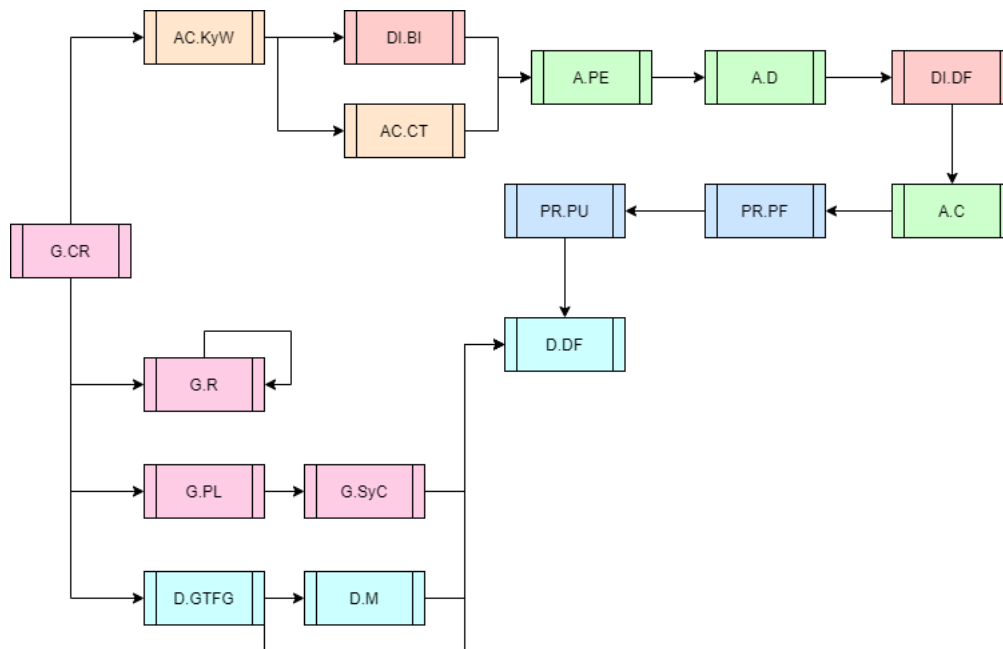 AC.KyW
DI.BI
A.PE
A.D
DI.DF
AC.CT
PR.PU
PR.PF
A.C
G.CR
D.DF
G.R
G.PL
G.SyC
D.GTFG
D.M